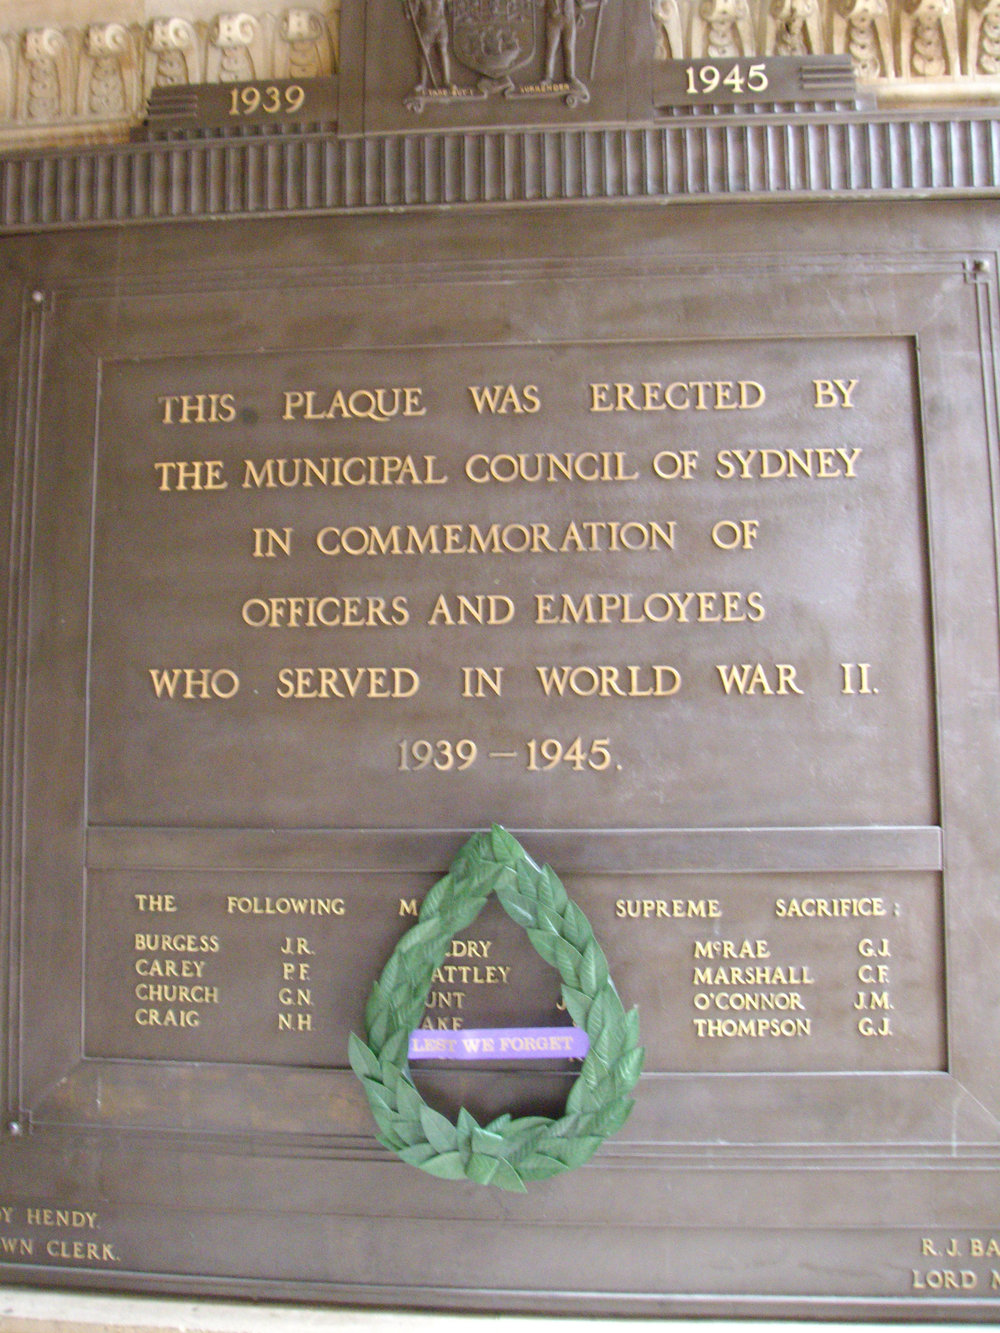 1939 1945
THIS PLAQUE WAS ERECTED BY
THE MUNICIPAL COUNCIL OF SYDNEY
IN COMMEMORATION OF
OFFICERS AND EMPLOYEES
WHO SERVED IN WORLD WAR II.
1939 – 1945.
THE FOLLOWING SUPREME SACRIFICE:
BURGESS J.R. McRAE G.J.
CAREY P.F. MARSHALL C.F.
CHURCH G.N. O'CONNOR J.M.
CRAIG N.H. THOMPSON G.J.
LEST WE FORGET
HENDY.
CLERK.
R.J.
LORD